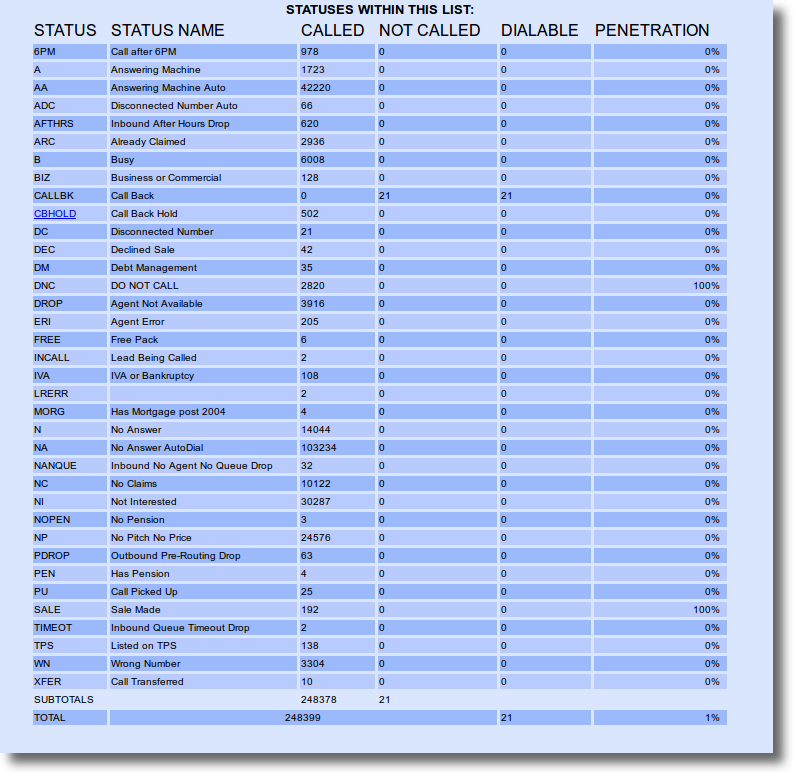 STATUSES WITHIN THIS LIST:
STATUS STATUS NAME CALLED NOT CALLED DIALABLE PENETRATION
6PM Call after 6PM 978 0 0 0%
A Answering Machine 1723 0 0 0%
AA Answering Machine Auto 42220 0 0 0%
ADC Disconnected Number Auto 66 0 0 0%
AFTHRS Inbound After Hours Drop 620 0 0 0%
ARC Already Claimed 2936 0 0 0%
B Busy 6008 0 0 0%
BIZ Business or Commercial 128 0 0 0%
CALLBK Call Back 0 21 21 0%
CBHOLD Call Back Hold 502 0 0 0%
DC Disconnected Number 21 0 0 0%
DEC Declined Sale 42 0 0 0%
DM Debt Management 35 0 0 0%
DNC DO NOT CALL 2820 0 0 100%
DROP Agent Not Available 3916 0 0 0%
ERI Agent Error 205 0 0 0%
FREE Free Pack 6 0 0 0%
INCALL Lead Being Called 2 0 0 0%
IVA IVA or Bankruptcy 108 0 0 0%
LRERR 2 0 0 0%
MORG Has Mortgage post 2004 4 0 0 0%
N No Answer 14044 0 0 0%
NA No Answer AutoDial 103234 0 0 0%
NANQUE Inbound No Agent No Queue Drop 32 0 0 0%
NC No Claims 10122 0 0 0%
NI Not Interested 30287 0 0 0%
NOPEN No Pension 3 0 0 0%
NP No Pitch No Price 24576 0 0 0%
PDROP Outbound Pre-Routing Drop 63 0 0 0%
PEN Has Pension 4 0 0 0%
PU Call Picked Up 25 0 0 0%
SALE Sale Made 192 0 0 100%
TIMEOT Inbound Queue Timeout Drop 2 0 0 0%
TPS Listed on TPS 138 0 0 0%
WN Wrong Number 3304 0 0 0%
XFER Call Transferred 10 0 0 0%
SUBTOTALS 248378 21
TOTAL 248399 21 1%